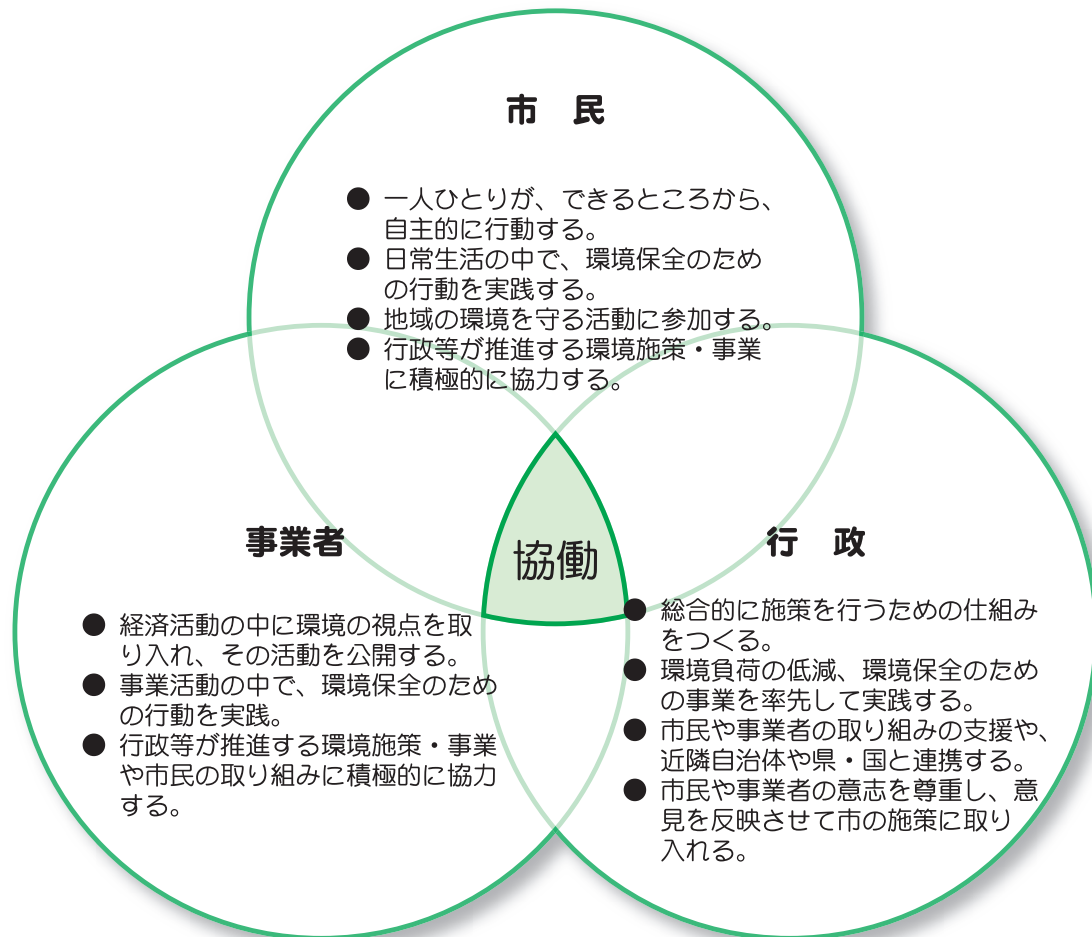 市　民
● 一人ひとりが、できるところから、
自主的に行動する。
● 日常生活の中で、環境保全のため
の行動を実践する。
● 地域の環境を守る活動に参加する。
● 行政等が推進する環境施策・事業
に積極的に協力する。
事業者
● 経済活動の中に環境の視点を取
り入れ、その活動を公開する。
● 事業活動の中で、環境保全のため
の行動を実践。
● 行政等が推進する環境施策・事業
や市民の取り組みに積極的に協力
する。
協働
行　政
● 総合的に施策を行うための仕組み
をつくる。
● 環境負荷の低減、環境保全のため
の事業を率先して実践する。
● 市民や事業者の取り組みの支援や、
近隣自治体や県・国と連携する。
● 市民や事業者の意志を尊重し、意
見を反映させて市の施策に取り
入れる。